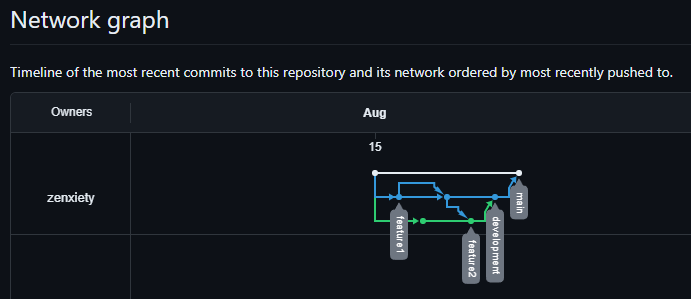 Network graph
Timeline of the most recent commits to this repository and its network ordered by most recently pushed to.
Owners
Aug
15
zenxiety
feature1
feature2
development
main